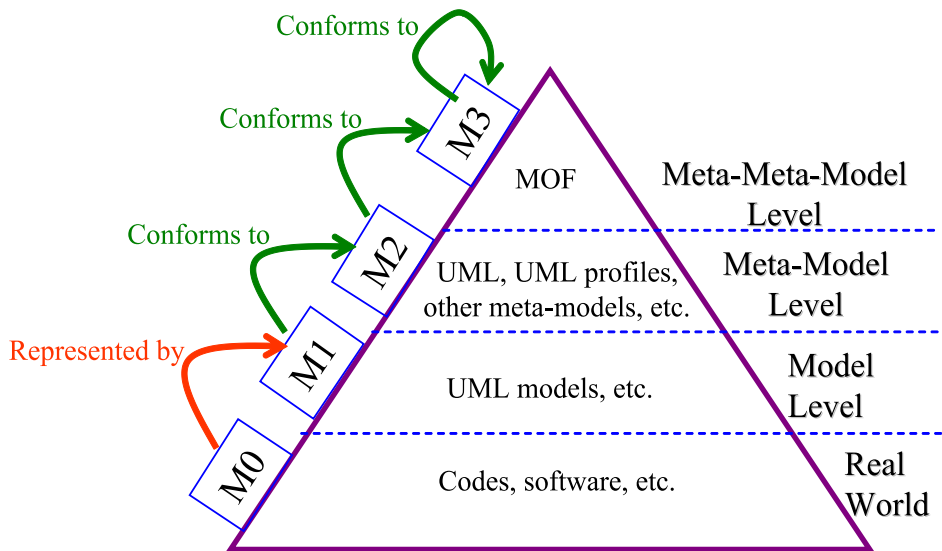 Conforms to
M3
Conforms to
MOF
Meta-Meta-Model
Level
M2
Conforms to
UML, UML profiles,
other meta-models, etc.
Meta-Model
Level
M1
Represented by
UML models, etc.
Model
Level
M0
Codes, software, etc.
Real
World